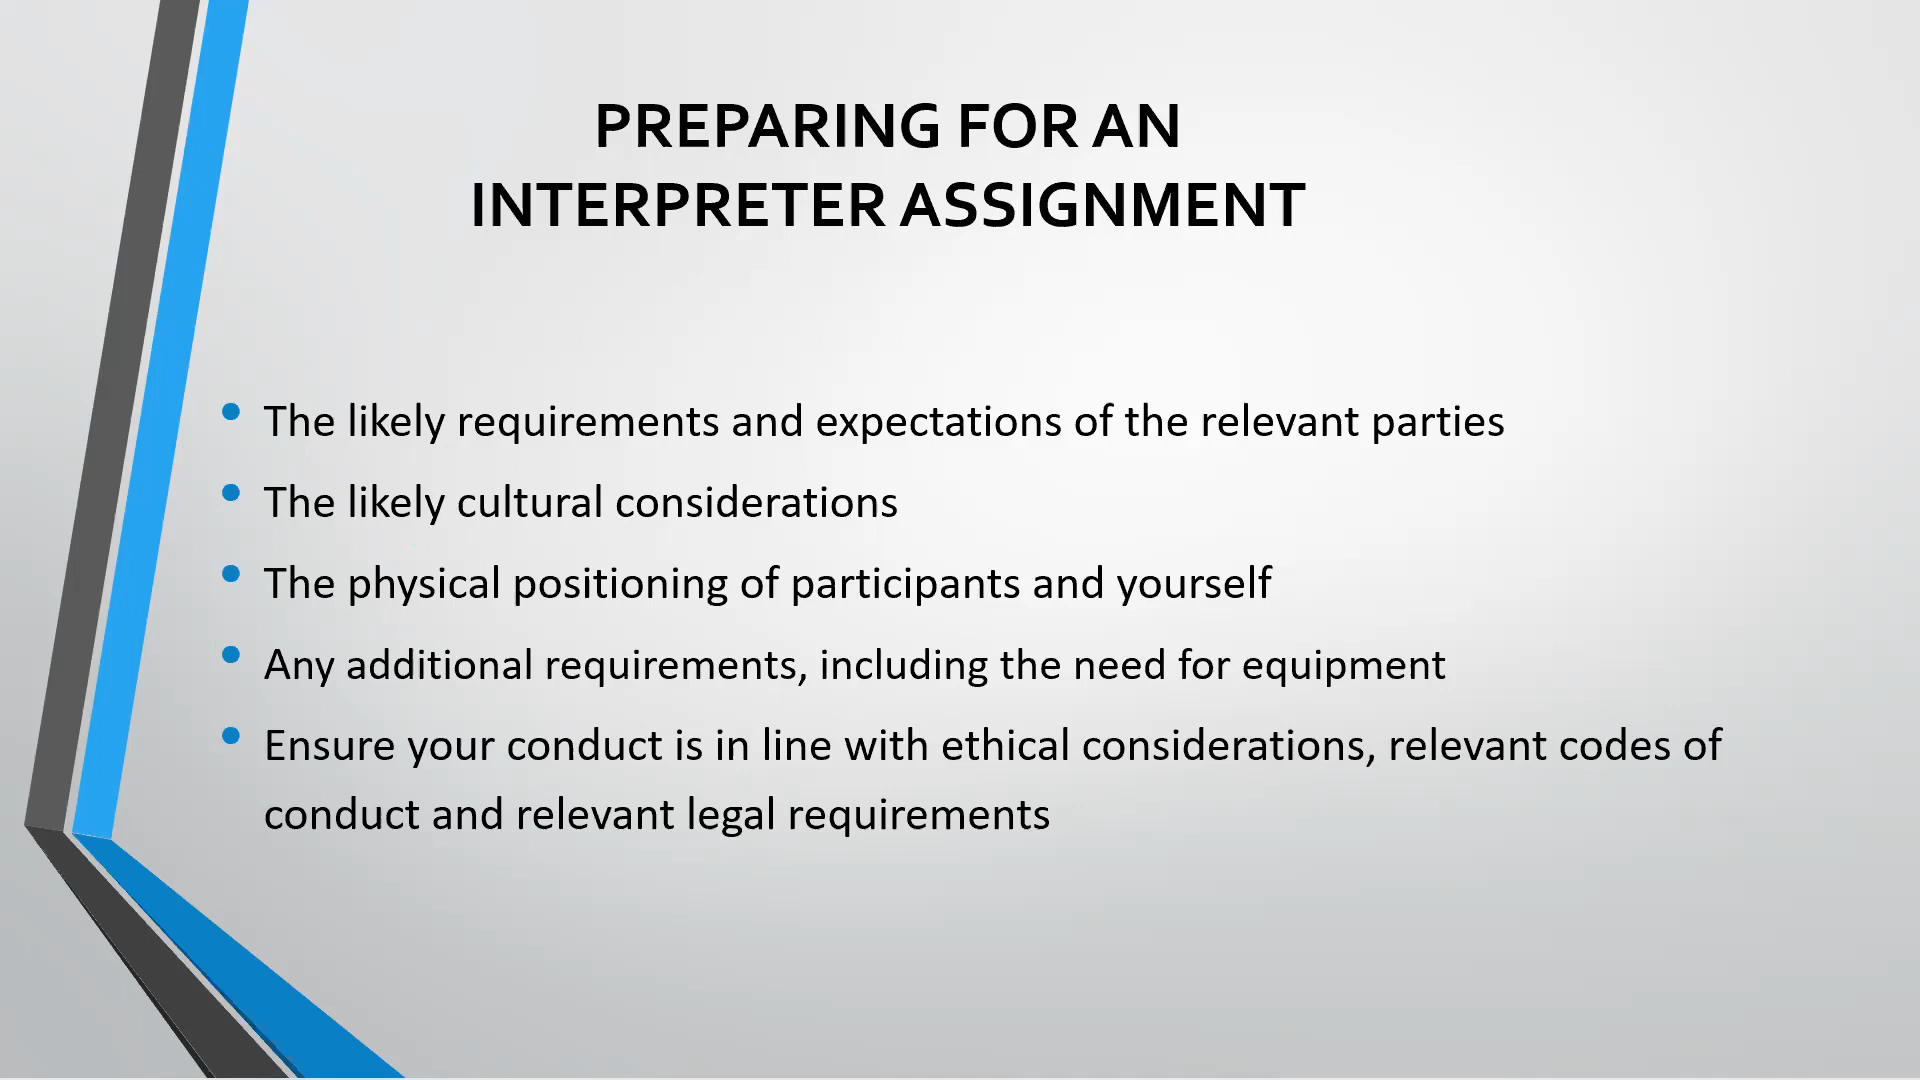 PREPARING FOR AN
INTERPRETER ASSIGNMENT
• The likely requirements and expectations of the relevant parties
• The likely cultural considerations
• The physical positioning of participants and yourself
• Any additional requirements, including the need for equipment
• Ensure your conduct is in line with ethical considerations, relevant codes of
conduct and relevant legal requirements